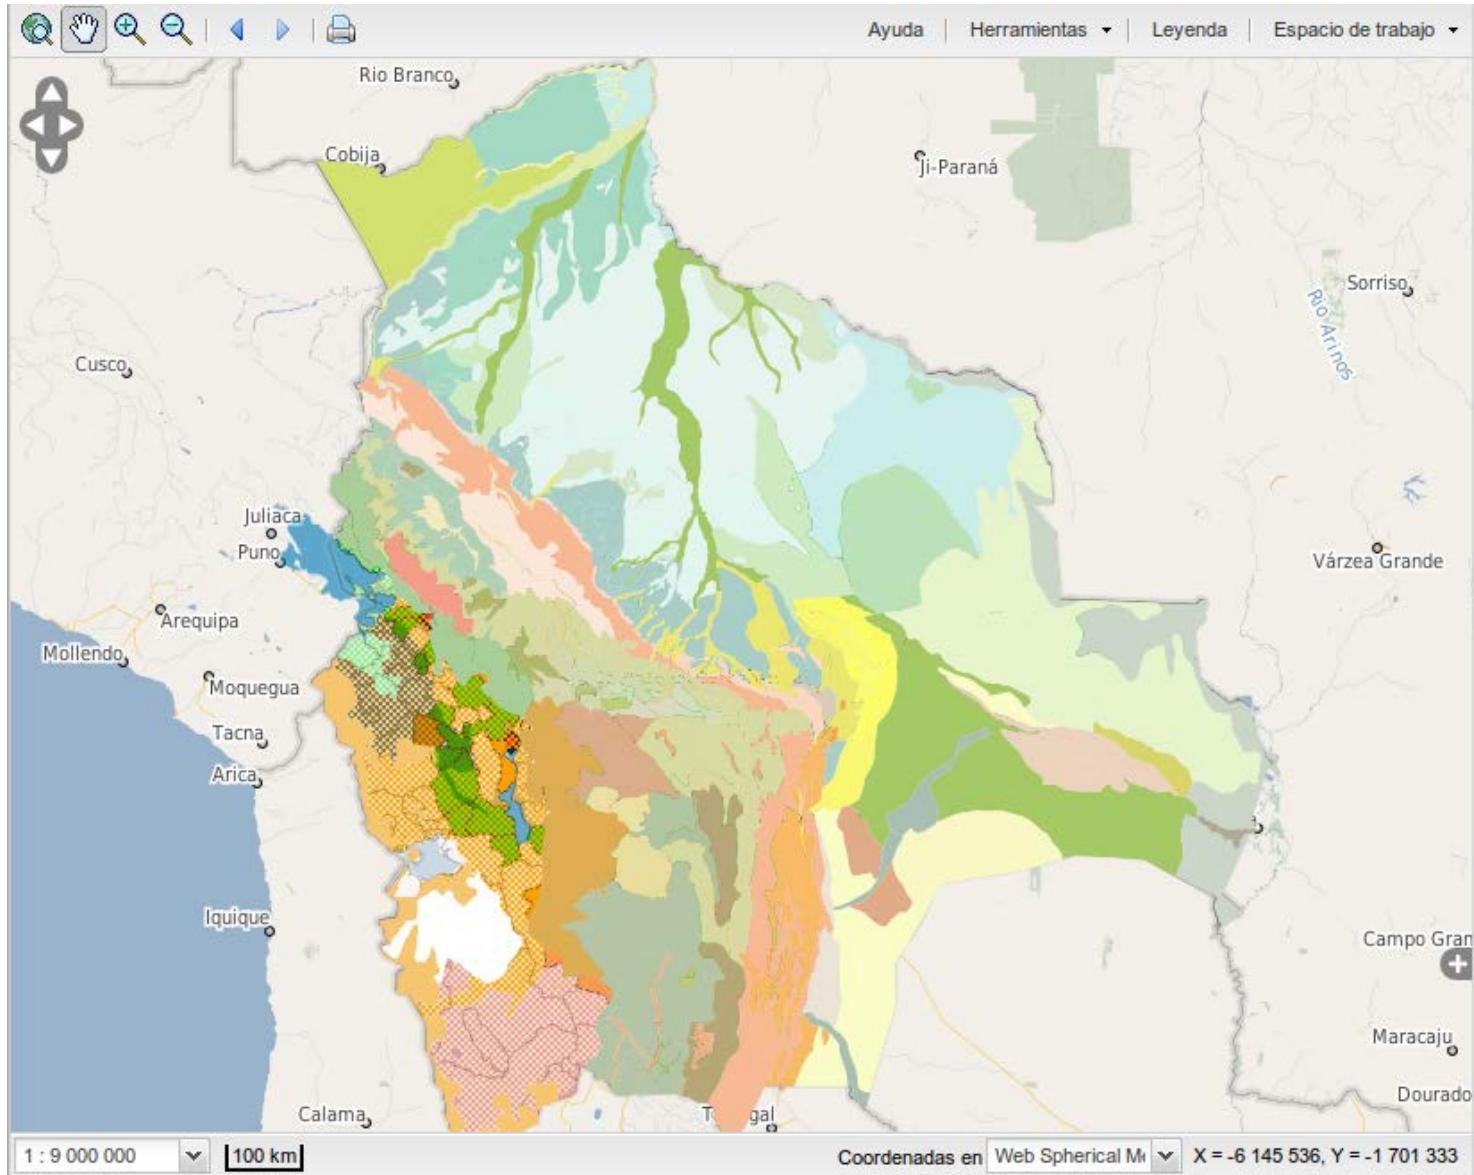 Ayuda Herramientas Leyenda Espacio de trabajo
Rio Branco
Cobija
Ji-Paraná
Sorriso
Rio Arinos
Cusco
Juliaca
Puno
Várzea Grande
Arequipa
Mollendo
Moquegua
Tacna
Arica
Iquique
Campo Gran
Maracaju
Dourado
Calama
1 : 9 000 000 100 km Coordenadas en Web Spherical X = -6 145 536, Y = -1 701 333